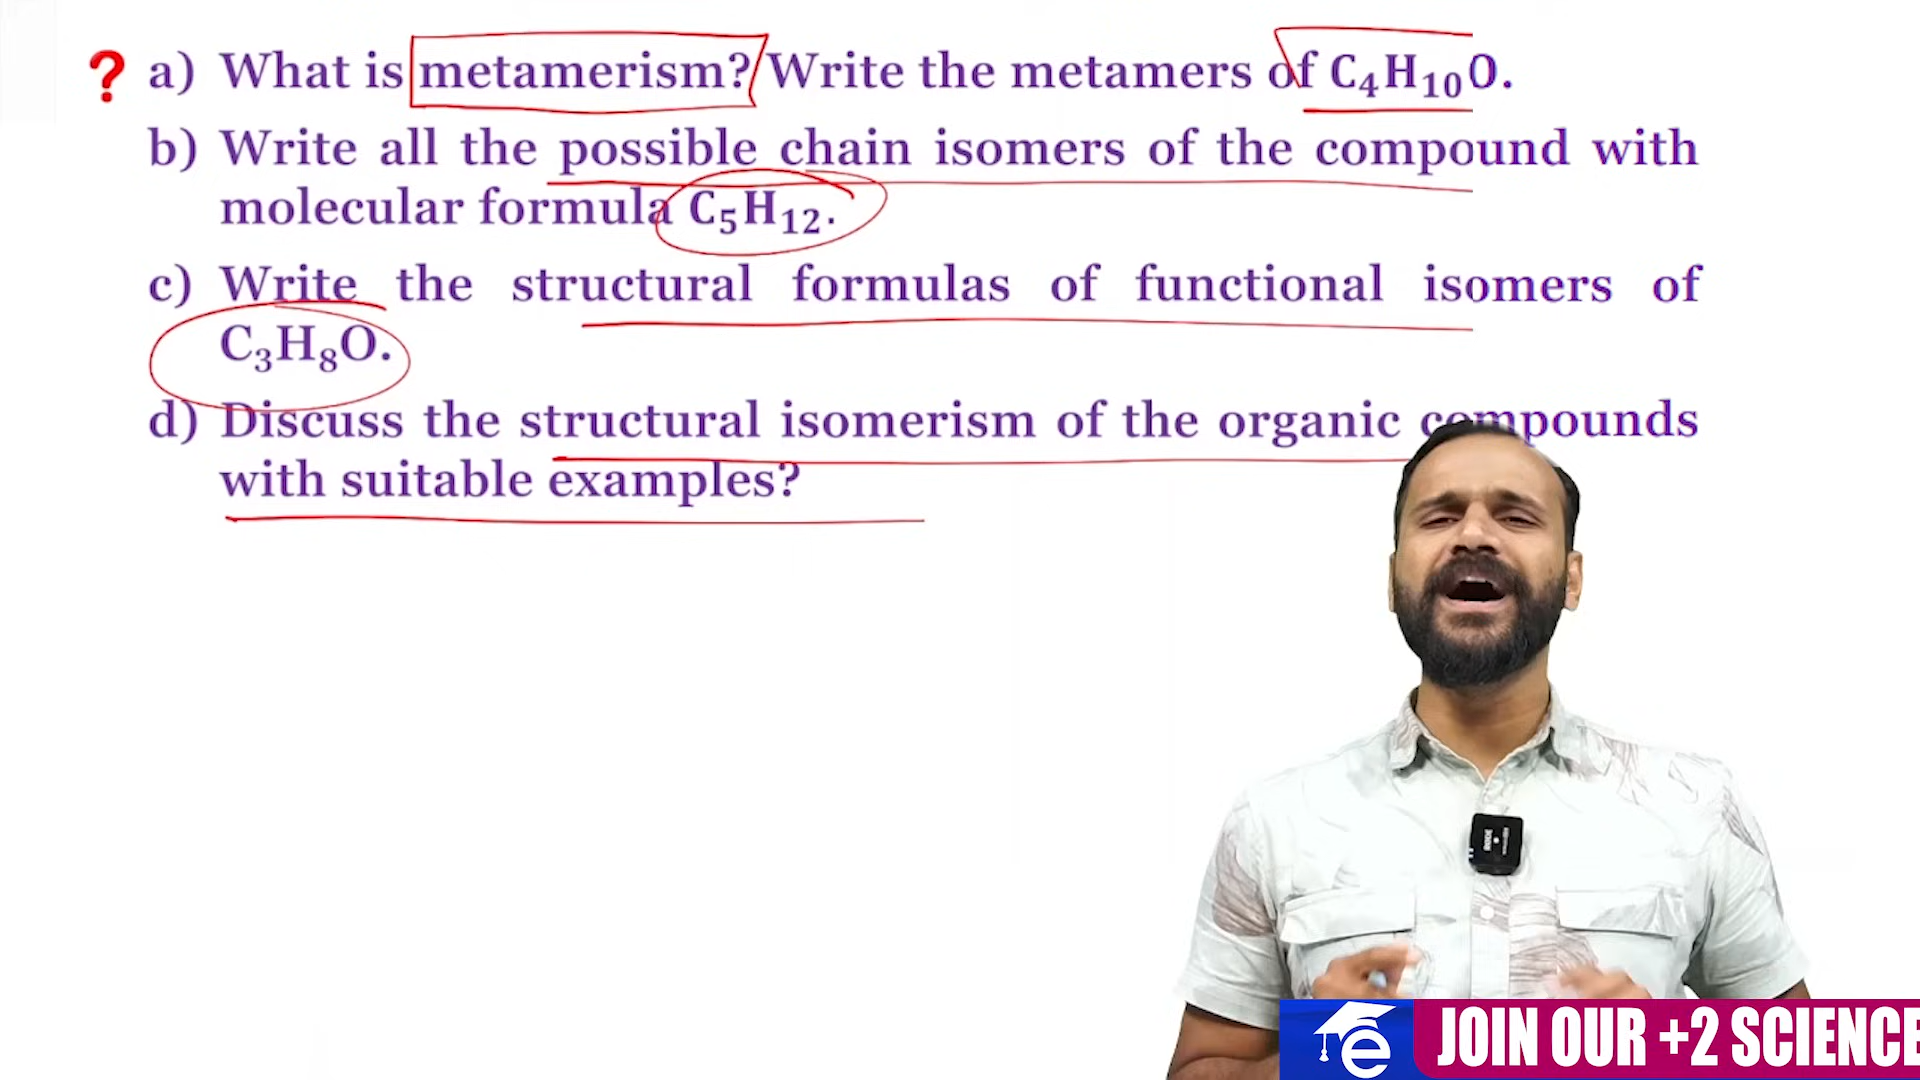 ? a) What is metamerism? Write the metamers of C₄H₁₀O.
b) Write all the possible chain isomers of the compound with
molecular formula C₅H₁₂.
c) Write the structural formulas of functional isomers of
C₃H₈O.
d) Discuss the structural isomerism of the organic compounds
with suitable examples?
e JOIN OUR +2 SCIENCE